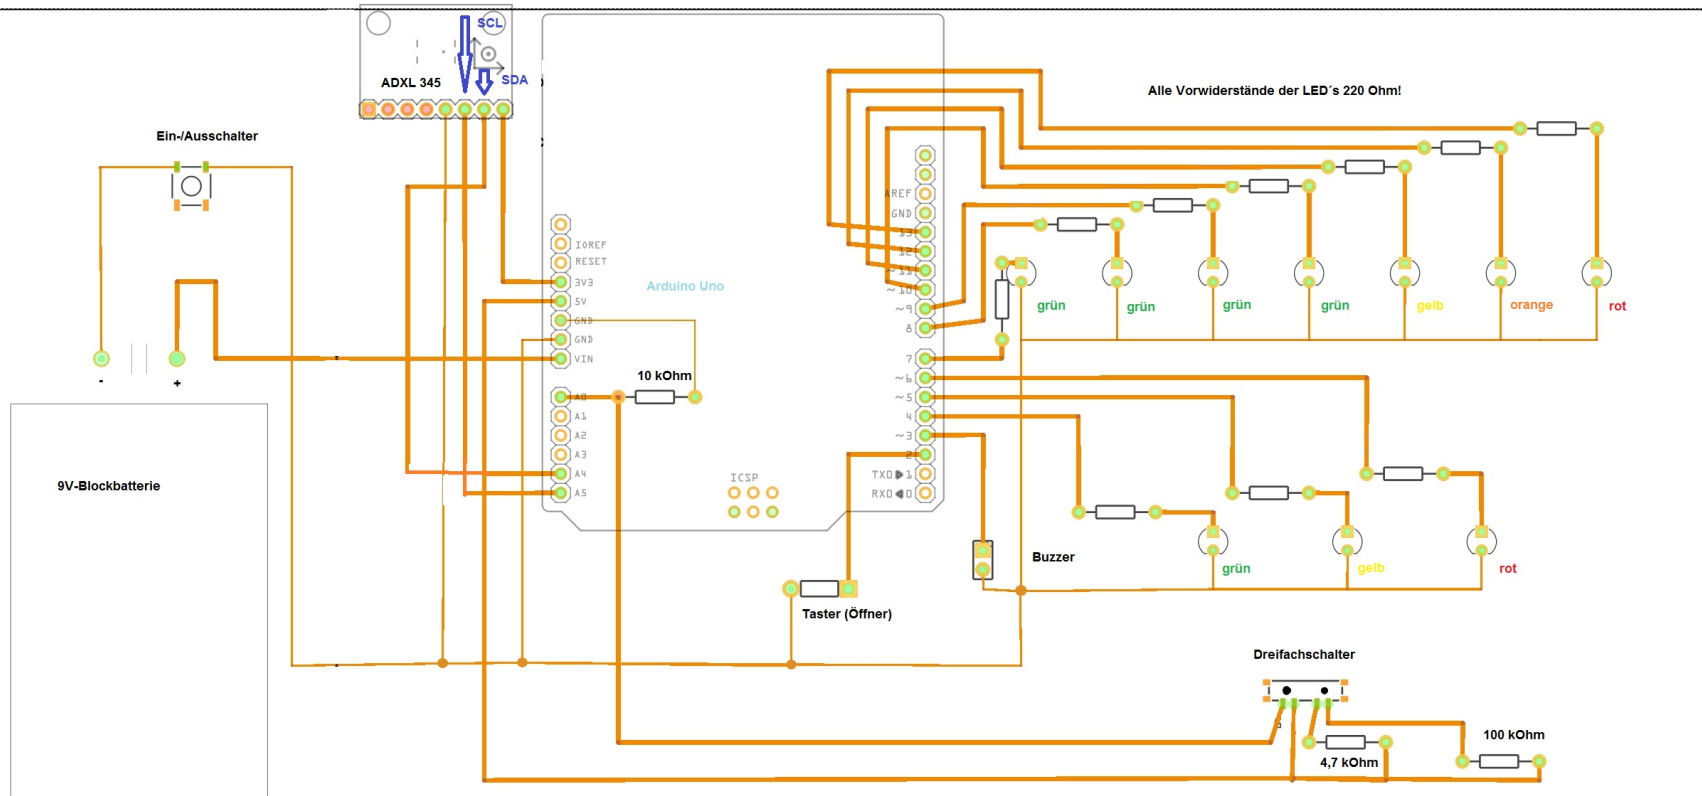 SCL
SDA
ADXL 345
Alle Vorwiderstände der LED´s 220 Ohm!
Ein-/Ausschalter
AREF
GND
13
12
~11
~10
~9
8
IOREF
RESET
3V3
5V
GND
GND
VIN
Arduino Uno
grün
grün
grün
grün
gelb
orange
rot
-
+
10 kOhm
A0
A1
A2
A3
A4
A5
7
~6
~5
4
~3
2
TX0▶1
RX0◀0
ICSP
9V-Blockbatterie
Buzzer
grün
gelb
rot
Taster (Öffner)
Dreifachschalter
4,7 kOhm
100 kOhm